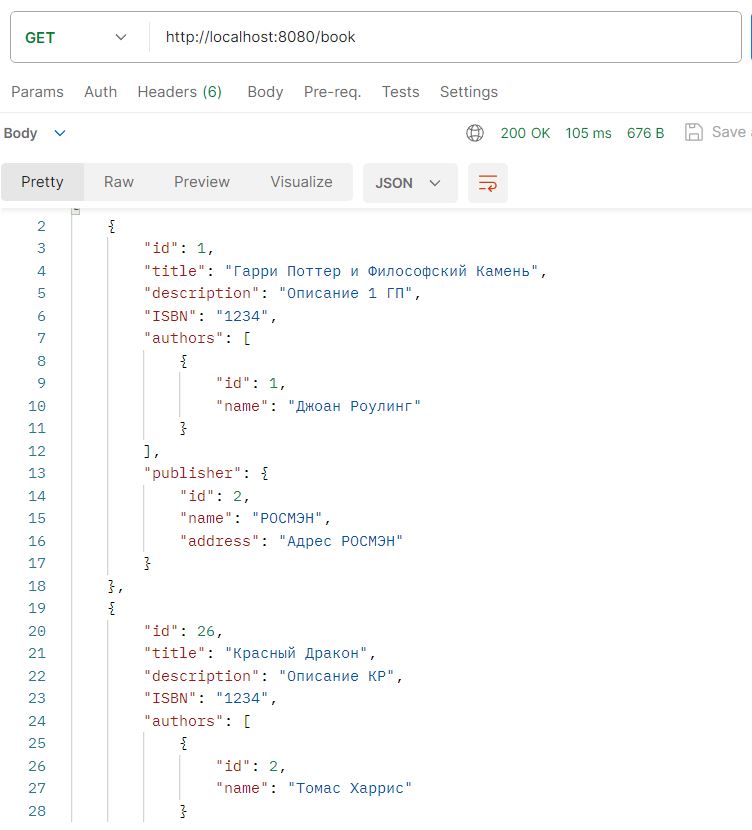 GET http://localhost:8080/book
Params Auth Headers (6) Body Pre-req. Tests Settings
Body 200 OK 105 ms 676 B Save
Pretty Raw Preview Visualize JSON
2 {
3 "id": 1,
4 "title": "Гарри Поттер и Философский Камень",
5 "description": "Описание 1 ГП",
6 "ISBN": "1234",
7 "authors": [
8 {
9 "id": 1,
10 "name": "Джоан Роулинг"
11 }
12 ],
13 "publisher": {
14 "id": 2,
15 "name": "РОСМЭН",
16 "address": "Адрес РОСМЭН"
17 }
18 },
19 {
20 "id": 26,
21 "title": "Красный Дракон",
22 "description": "Описание КР",
23 "ISBN": "1234",
24 "authors": [
25 {
26 "id": 2,
27 "name": "Томас Харрис"
28 }